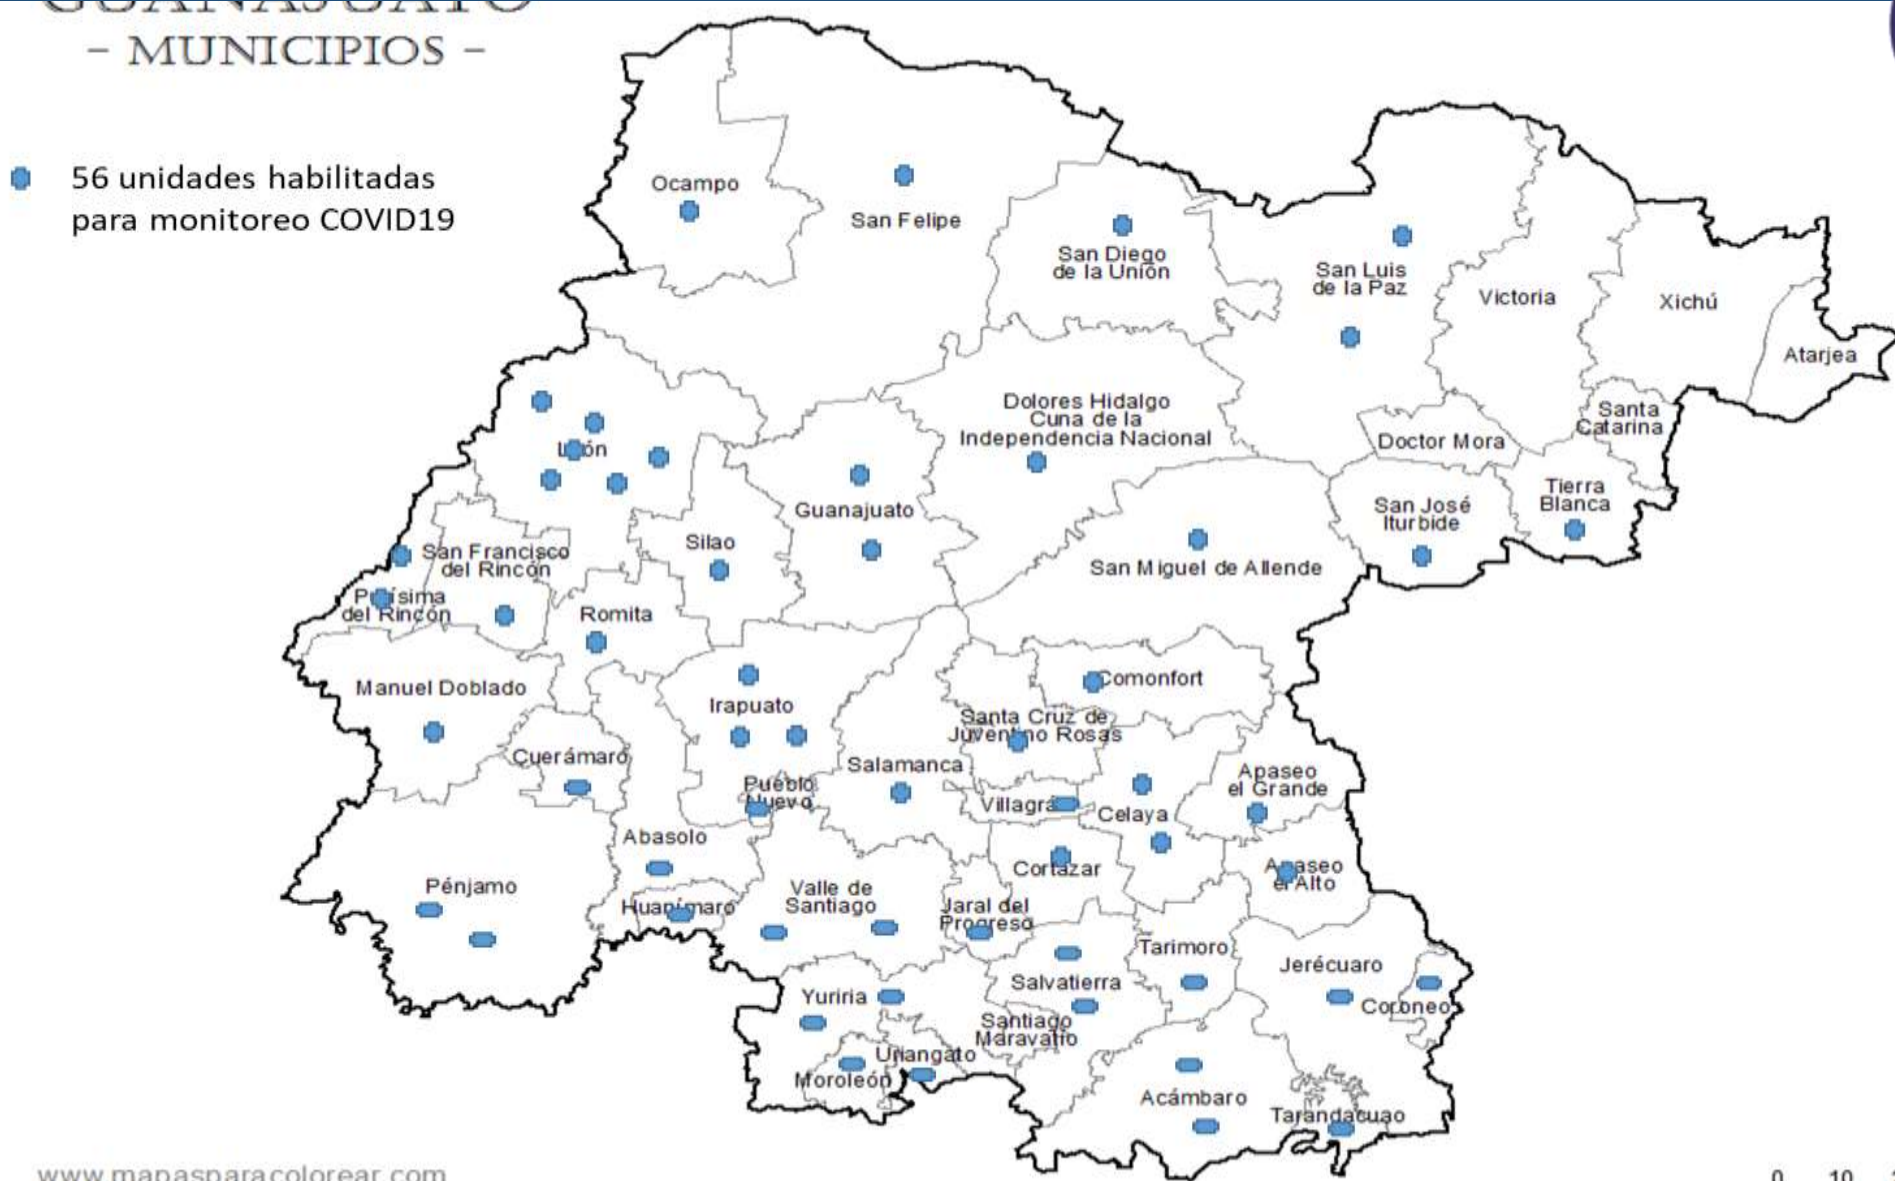 GUANAJUATO
- MUNICIPIOS -
56 unidades habilitadas
para monitoreo COVID19
Ocampo
San Felipe
San Diego
de la Unión
San Luis
de la Paz
Victoria
Xichú
Atarjea
Dolores Hidalgo
Cuna de la
Independencia Nacional
León
Santa
Catarina
Doctor Mora
Tierra
Blanca
San José
Iturbide
Guanajuato
Silao
San Francisco
del Rincón
San Miguel de Allende
Purísima
del Rincón
Romita
Comonfort
Manuel Doblado
Irapuato
Santa Cruz de
Juventino Rosas
Cuerámaro
Salamanca
Apaseo
el Grande
Pueblo
Nuevo
Villagrán
Celaya
Abasolo
Cortazar
Apaseo
el Alto
Pénjamo
Valle de
Santiago
Huanímaro
Jaral del
Progreso
Tarimoro
Jerécuaro
Salvatierra
Yuriria
Coroneo
Santiago
Maravatío
Uriangato
Moroleón
Acámbaro
Tarandacuao
www.mapasparacolorear.com
0 10